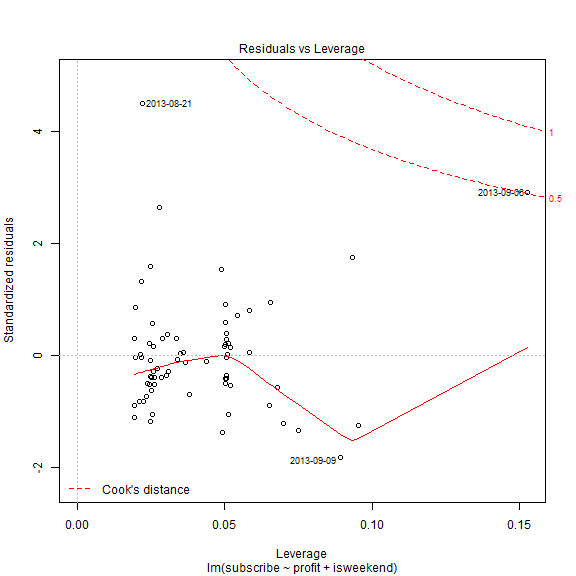 Residuals vs Leverage
2013-08-21
1
2013-09-06
0.5
2013-09-09
Cook's distance
4
2
0
-2
Standardized residuals
0.00 0.05 0.10 0.15
Leverage
lm(subscribe ~ profit + isweekend)